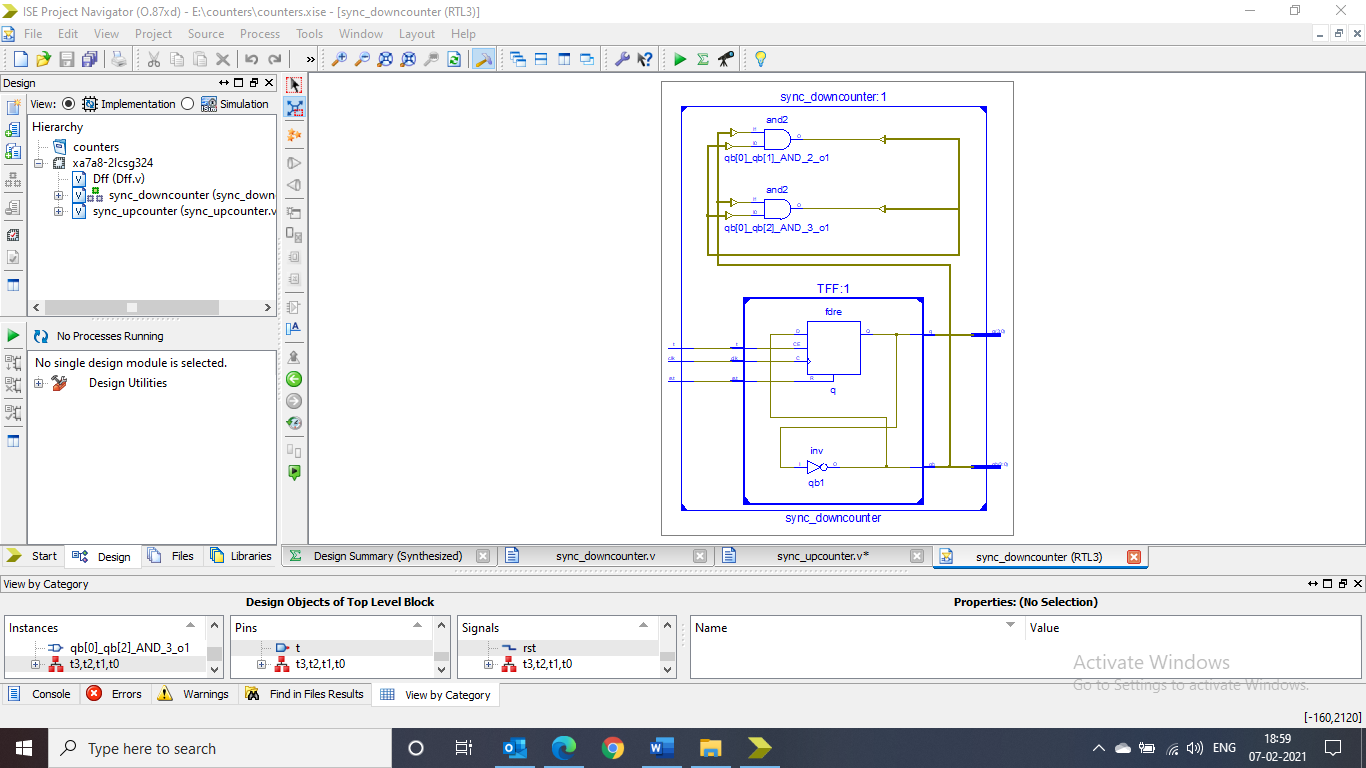 ISE Project Navigator (O.87xd) - E:\counters\counters.xise - [sync_downcounter (RTL3)]
File Edit View Project Source Process Tools Window Layout Help
Design
View: Implementation Simulation
Hierarchy
counters
xa7a8-2lcsg324
Dff (Dff.v)
sync_downcounter (sync_down
sync_upcounter (sync_upcounter.v
No Processes Running
No single design module is selected.
Design Utilities
sync_downcounter:1
and2
qb[0]_qb[1]_AND_2_o1
and2
qb[0]_qb[2]_AND_3_o1
TFF:1
fdre
D
Q
CE
C
R
q
t
t
clk
clk
q
inv
I
O
qb1
qb
sync_downcounter
Start Design Files Libraries
Design Summary (Synthesized) sync_downcounter.v sync_upcounter.v* sync_downcounter (RTL3)
View by Category
Design Objects of Top Level Block
Properties: (No Selection)
Instances Pins Signals Name Value
qb[0]_qb[2]_AND_3_o1 t rst
t3,t2,t1,t0 t3,t2,t1,t0 t3,t2,t1,t0
Activate Windows
Go to Settings to activate Windows.
Console Errors Warnings Find in Files Results View by Category
[-160,2120]
Type here to search
ENG
18:59
07-02-2021